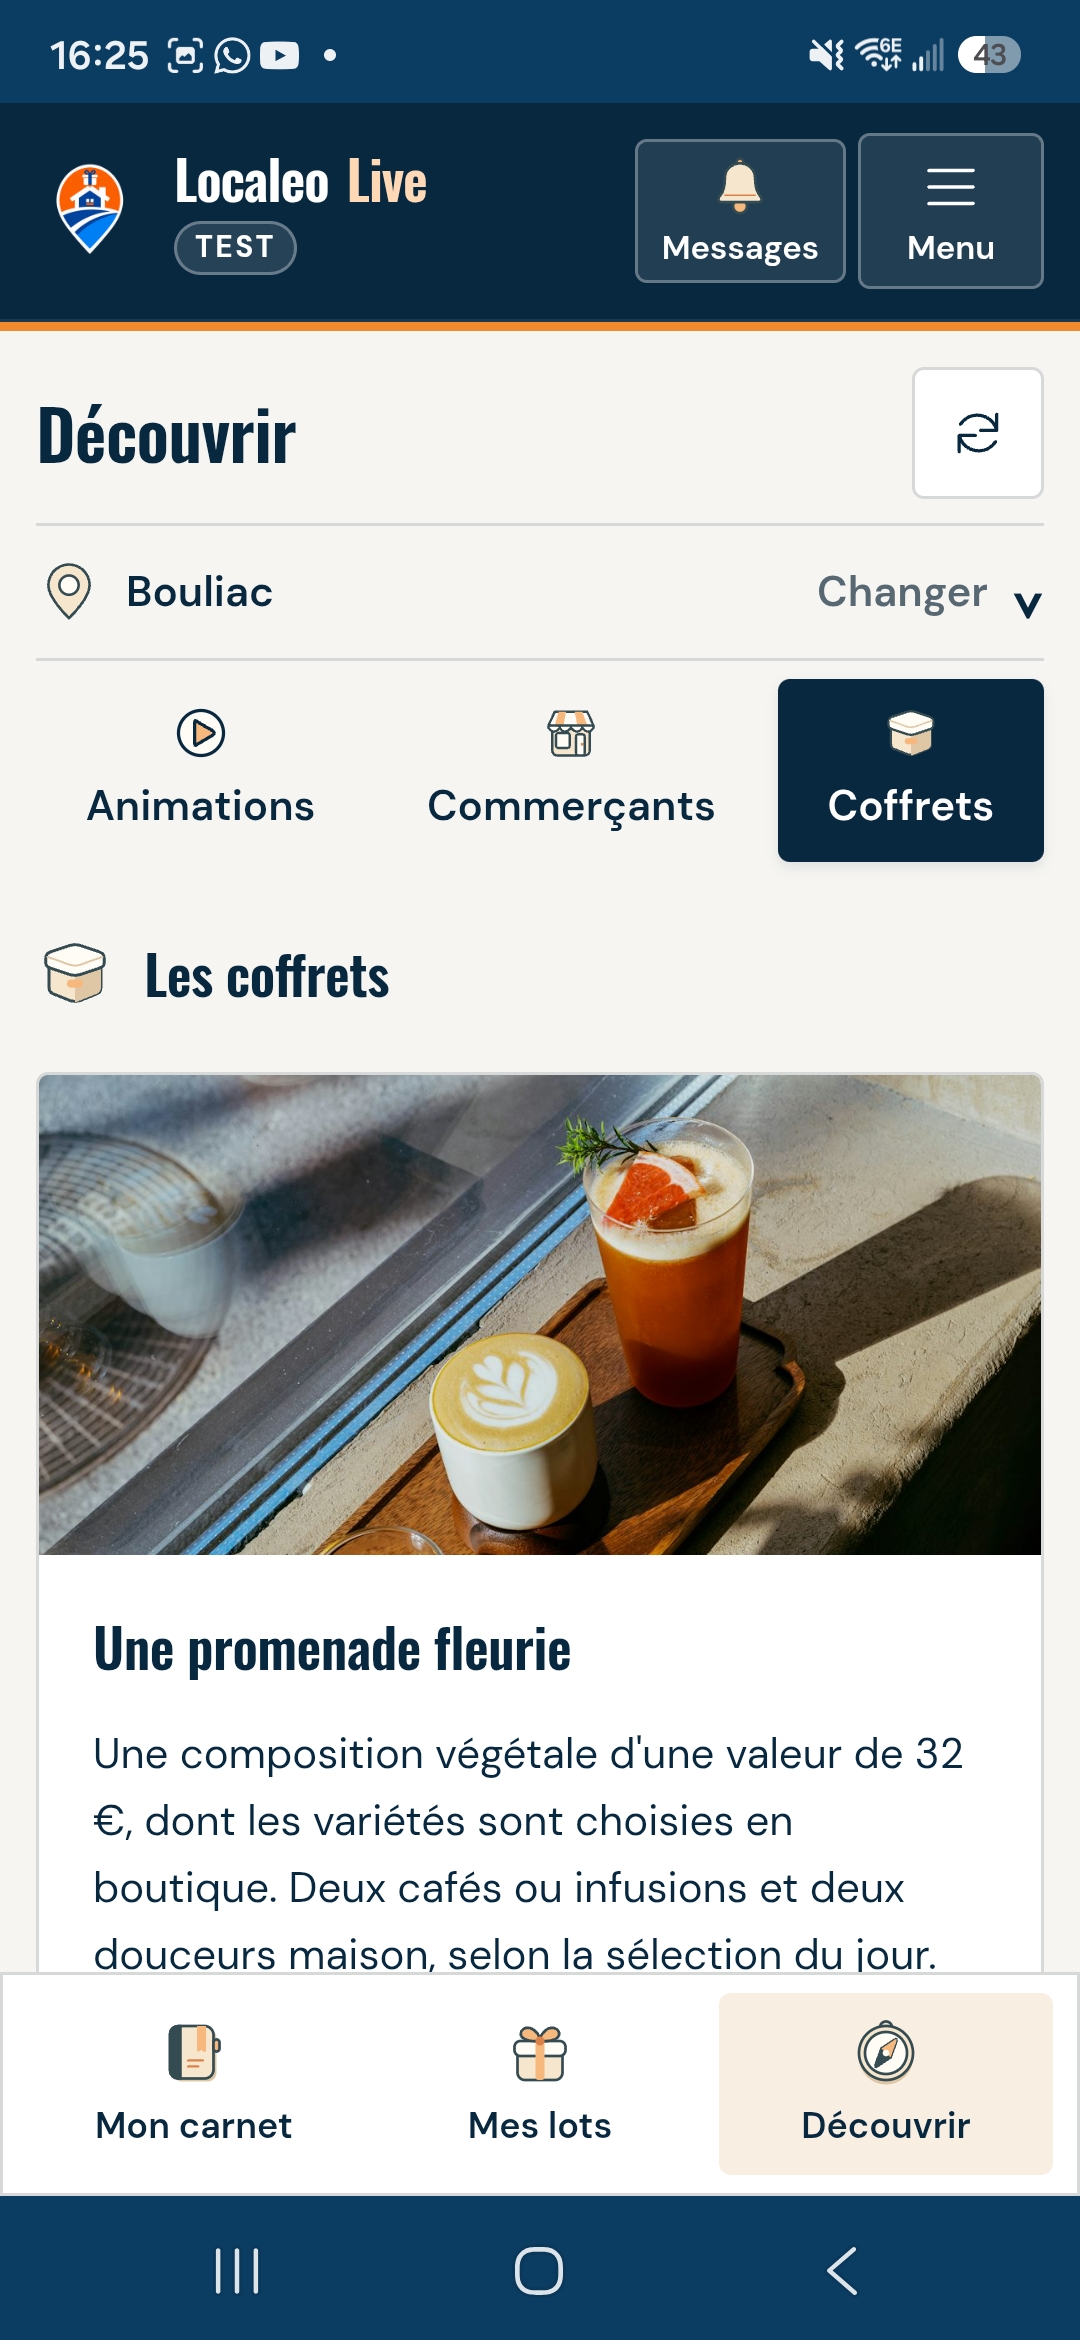 16:25
6E
43
Localeo Live
TEST
Messages
Menu
Découvrir
Bouliac
Changer
Animations
Commerçants
Coffrets
Les coffrets
Une promenade fleurie
Une composition végétale d'une valeur de 32
€, dont les variétés sont choisies en
boutique. Deux cafés ou infusions et deux
douceurs maison, selon la sélection du jour.
Mon carnet
Mes lots
Découvrir